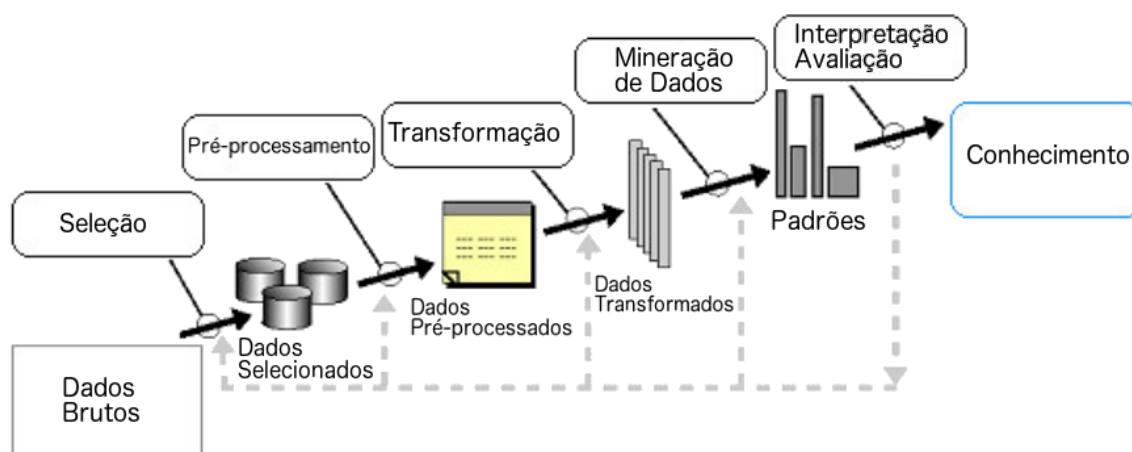 Interpretação
Avaliação
Mineração
de Dados
Transformação
Pré-processamento
Conhecimento
Seleção
Padrões
Dados
Transformados
Dados
Pré-processados
Dados
Selecionados
Dados
Brutos